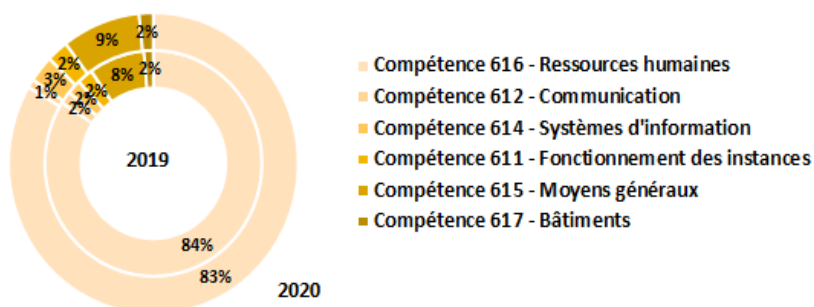 9%
2%
2%
3%
1%
8%
2%
2%
2%
2%
2019
84%
83%
2020
Compétence 616 - Ressources humaines
Compétence 612 - Communication
Compétence 614 - Systèmes d'information
Compétence 611 - Fonctionnement des instances
Compétence 615 - Moyens généraux
Compétence 617 - Bâtiments